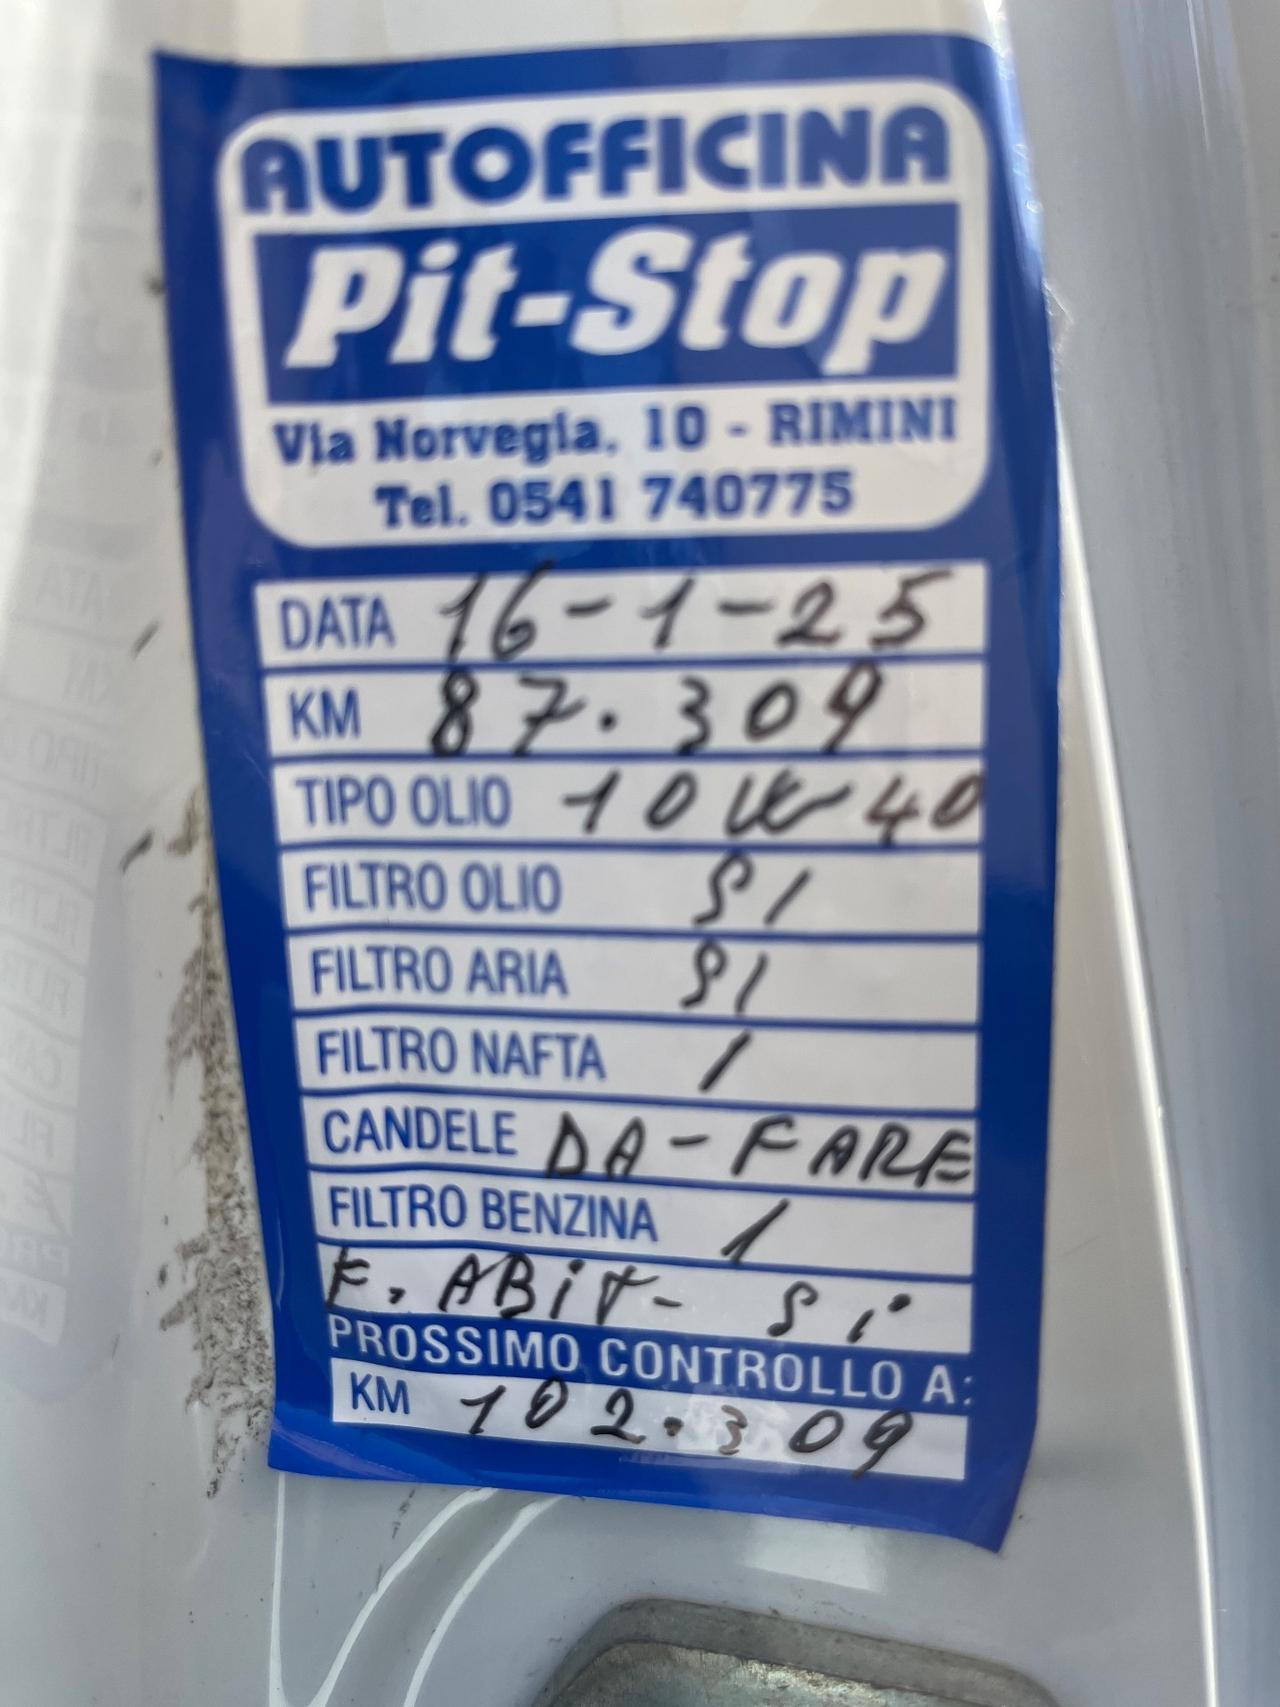 AUTOFFICINA
Pit-Stop
Via Norvegia, 10 - RIMINI
Tel. 0541 740775
DATA 16-1-25
KM 87.309
TIPO OLIO 10W40
FILTRO OLIO SI
FILTRO ARIA SI
FILTRO NAFTA /
CANDELE DA-FARE
FILTRO BENZINA /
F. ABIT- Si
PROSSIMO CONTROLLO A:
KM 102.309